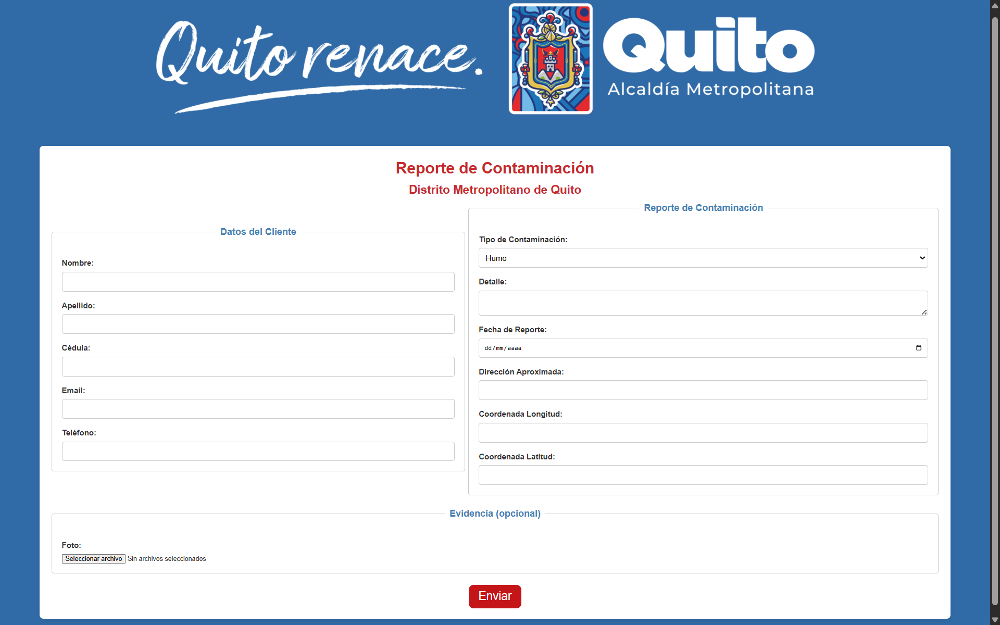 Quito renace.
Quito
Alcaldía Metropolitana
Reporte de Contaminación
Distrito Metropolitano de Quito
Datos del Cliente
Nombre:
Apellido:
Cédula:
Email:
Teléfono:
Reporte de Contaminación
Tipo de Contaminación:
Humo
Detalle:
Fecha de Reporte:
dd/mm/aaaa
Dirección Aproximada:
Coordenada Longitud:
Coordenada Latitud:
Evidencia (opcional)
Foto:
Seleccionar archivo Sin archivos seleccionados
Enviar